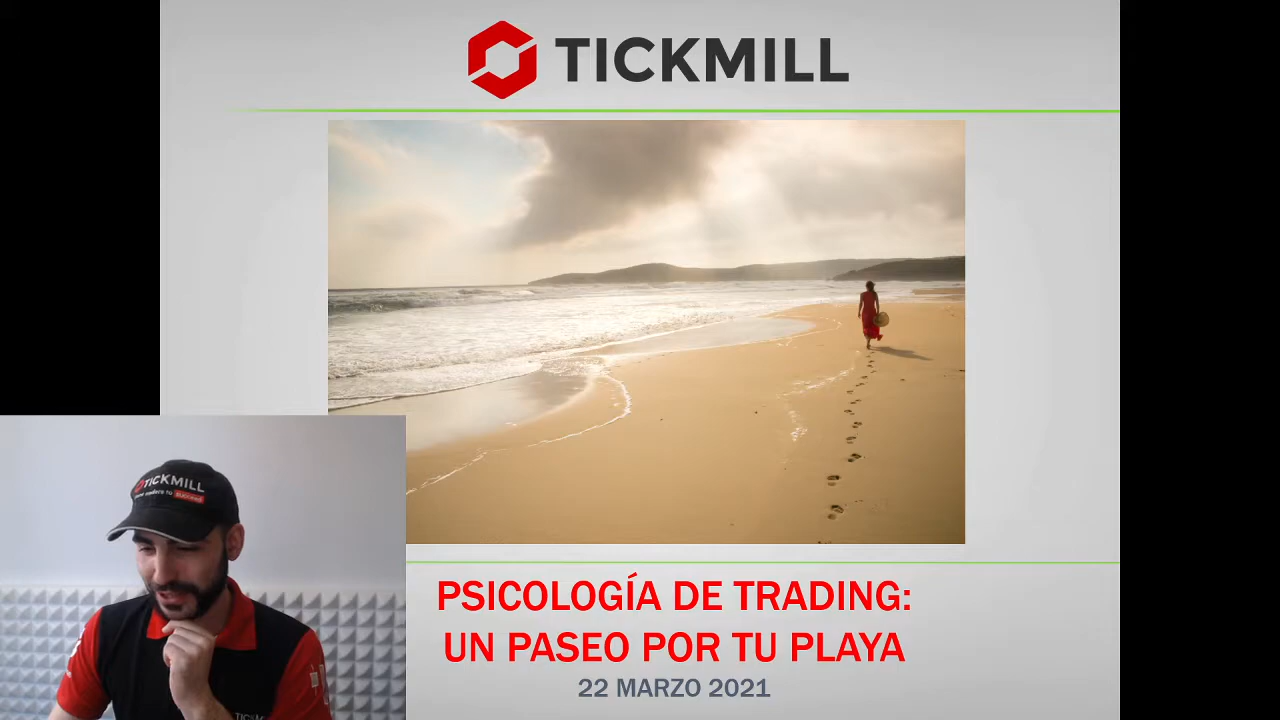 TICKMILL
TICKMILL
PSICOLOGÍA DE TRADING:
UN PASEO POR TU PLAYA
22 MARZO 2021